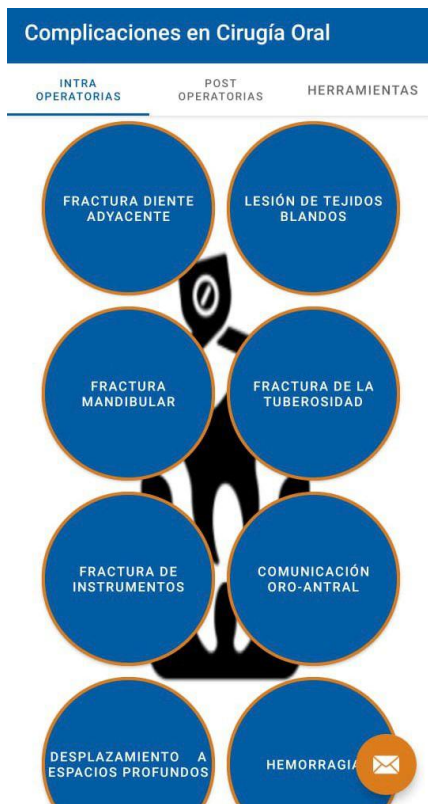 Complicaciones en Cirugía Oral
INTRA
OPERATORIAS
POST
OPERATORIAS
HERRAMIENTAS
FRACTURA DIENTE
ADYACENTE
LESIÓN DE TEJIDOS
BLANDOS
FRACTURA
MANDIBULAR
FRACTURA DE LA
TUBEROSIDAD
FRACTURA DE
INSTRUMENTOS
COMUNICACIÓN
ORO-ANTRAL
DESPLAZAMIENTO A
ESPACIOS PROFUNDOS
HEMORRAGIA